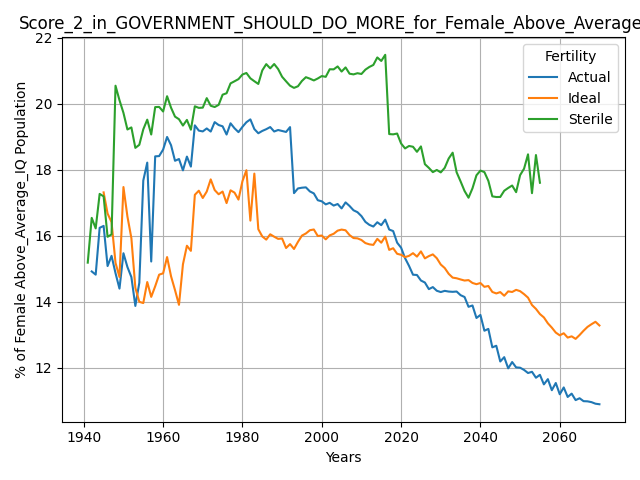 Score_2_in_GOVERNMENT_SHOULD_DO_MORE_for_Female_Above_Average
22
20
18
16
14
12
% of Female Above_Average_IQ Population
Fertility
Actual
Ideal
Sterile
1940 1960 1980 2000 2020 2040 2060
Years